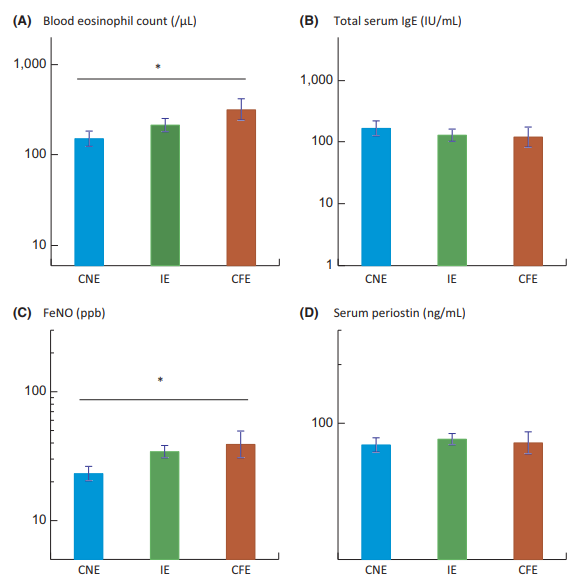 (A) Blood eosinophil count (/μL)
1,000
*
100
10
CNE IE CFE
(B) Total serum IgE (IU/mL)
1,000
100
10
1
CNE IE CFE
(C) FeNO (ppb)
*
100
10
CNE IE CFE
(D) Serum periostin (ng/mL)
100
CNE IE CFE